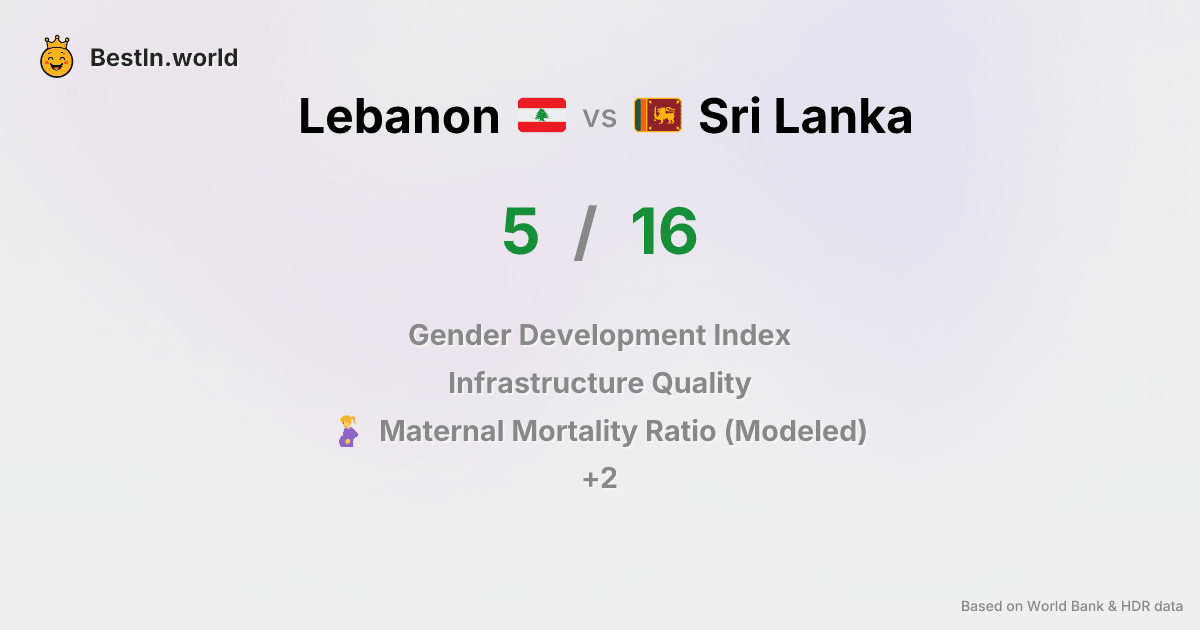 BestIn.world
Lebanon vs Sri Lanka
5 / 16
Gender Development Index
Infrastructure Quality
Maternal Mortality Ratio (Modeled)
+2
Based on World Bank & HDR data